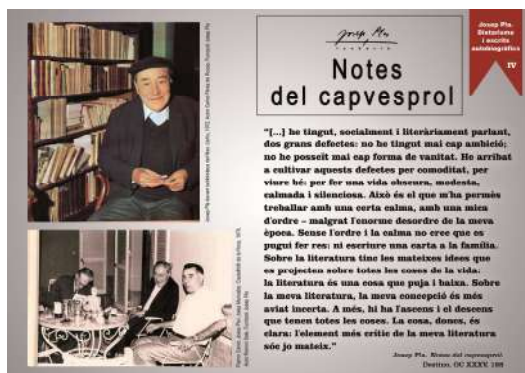 Josep Pla
fundació
Notes
del capvesprol
Josep Pla.
Dietarisme
i escrits
autobiogràfics
IV
"[...] he tingut, socialment i literàriament parlant,
dos grans defectes: no he tingut mai cap ambició;
no he posseït mai cap forma de vanitat. He arribat
a cultivar aquests defectes per comoditat, per
viure bé: per fer una vida obscura, modesta,
calmada i silenciosa. Això és el que m'ha permès
treballar amb una certa calma, amb una mica
d'ordre – malgrat l'enorme desordre de la meva
època. Sense l'ordre i la calma no crec que es
pugui fer res: ni escriure una carta a la família.
Sobre la literatura tinc les mateixes idees que
es projecten sobre totes les coses de la vida:
la literatura és una cosa que puja i baixa. Sobre
la meva literatura, la meva concepció és més
aviat incerta. A més, hi ha l'ascens i el descens
que tenen totes les coses. La cosa, doncs, és
clara: l'element més crític de la meva literatura
sóc jo mateix."
Josep Pla. Notes del capvesprol
Destino. OC XXXV, 198